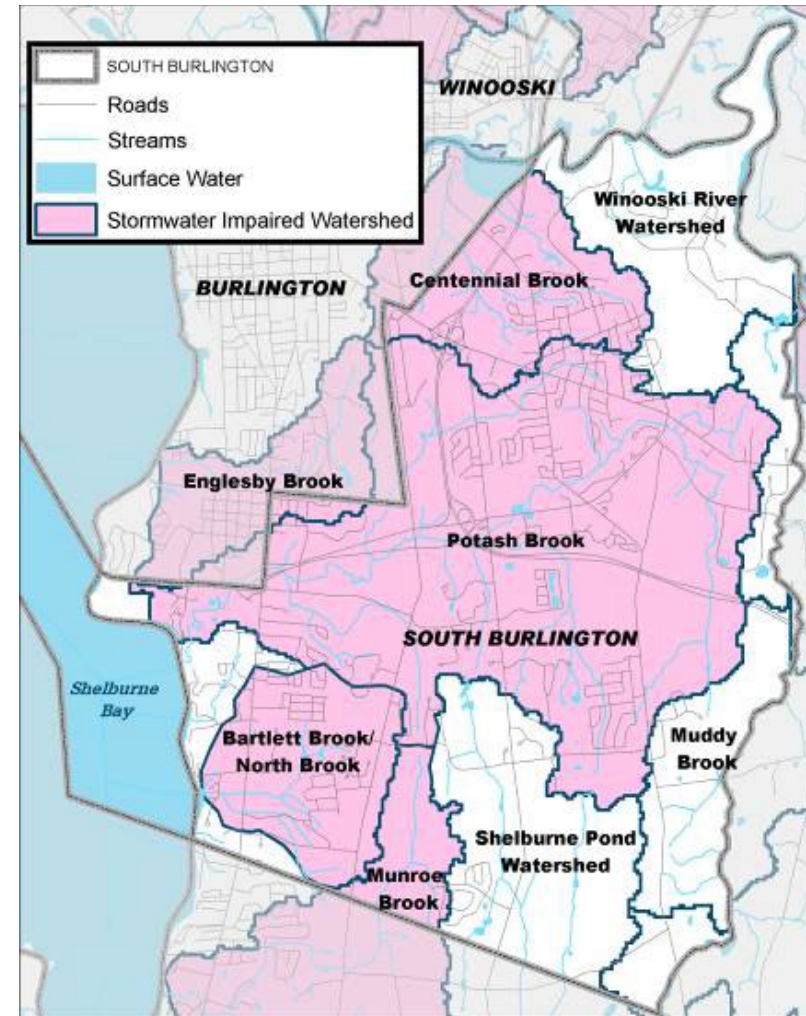 SOUTH BURLINGTON
Roads
Streams
Surface Water
Stormwater Impaired Watershed
WINOOSKI
Winooski River
Watershed
Centennial Brook
BURLINGTON
Englesby Brook
Potash Brook
SOUTH BURLINGTON
Shelburne
Bay
Bartlett Brook/
North Brook
Muddy
Brook
Shelburne Pond
Watershed
Munroe
Brook